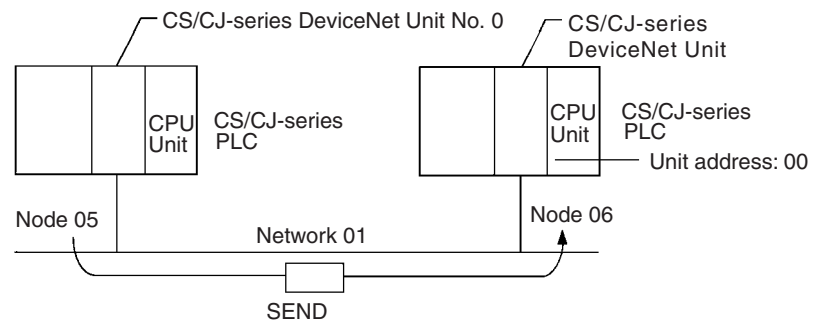 CS/CJ-series DeviceNet Unit No. 0
CS/CJ-series
DeviceNet Unit
CPU
Unit
CS/CJ-series
PLC
CPU
Unit
CS/CJ-series
PLC
Unit address: 00
Node 05
Network 01
Node 06
SEND